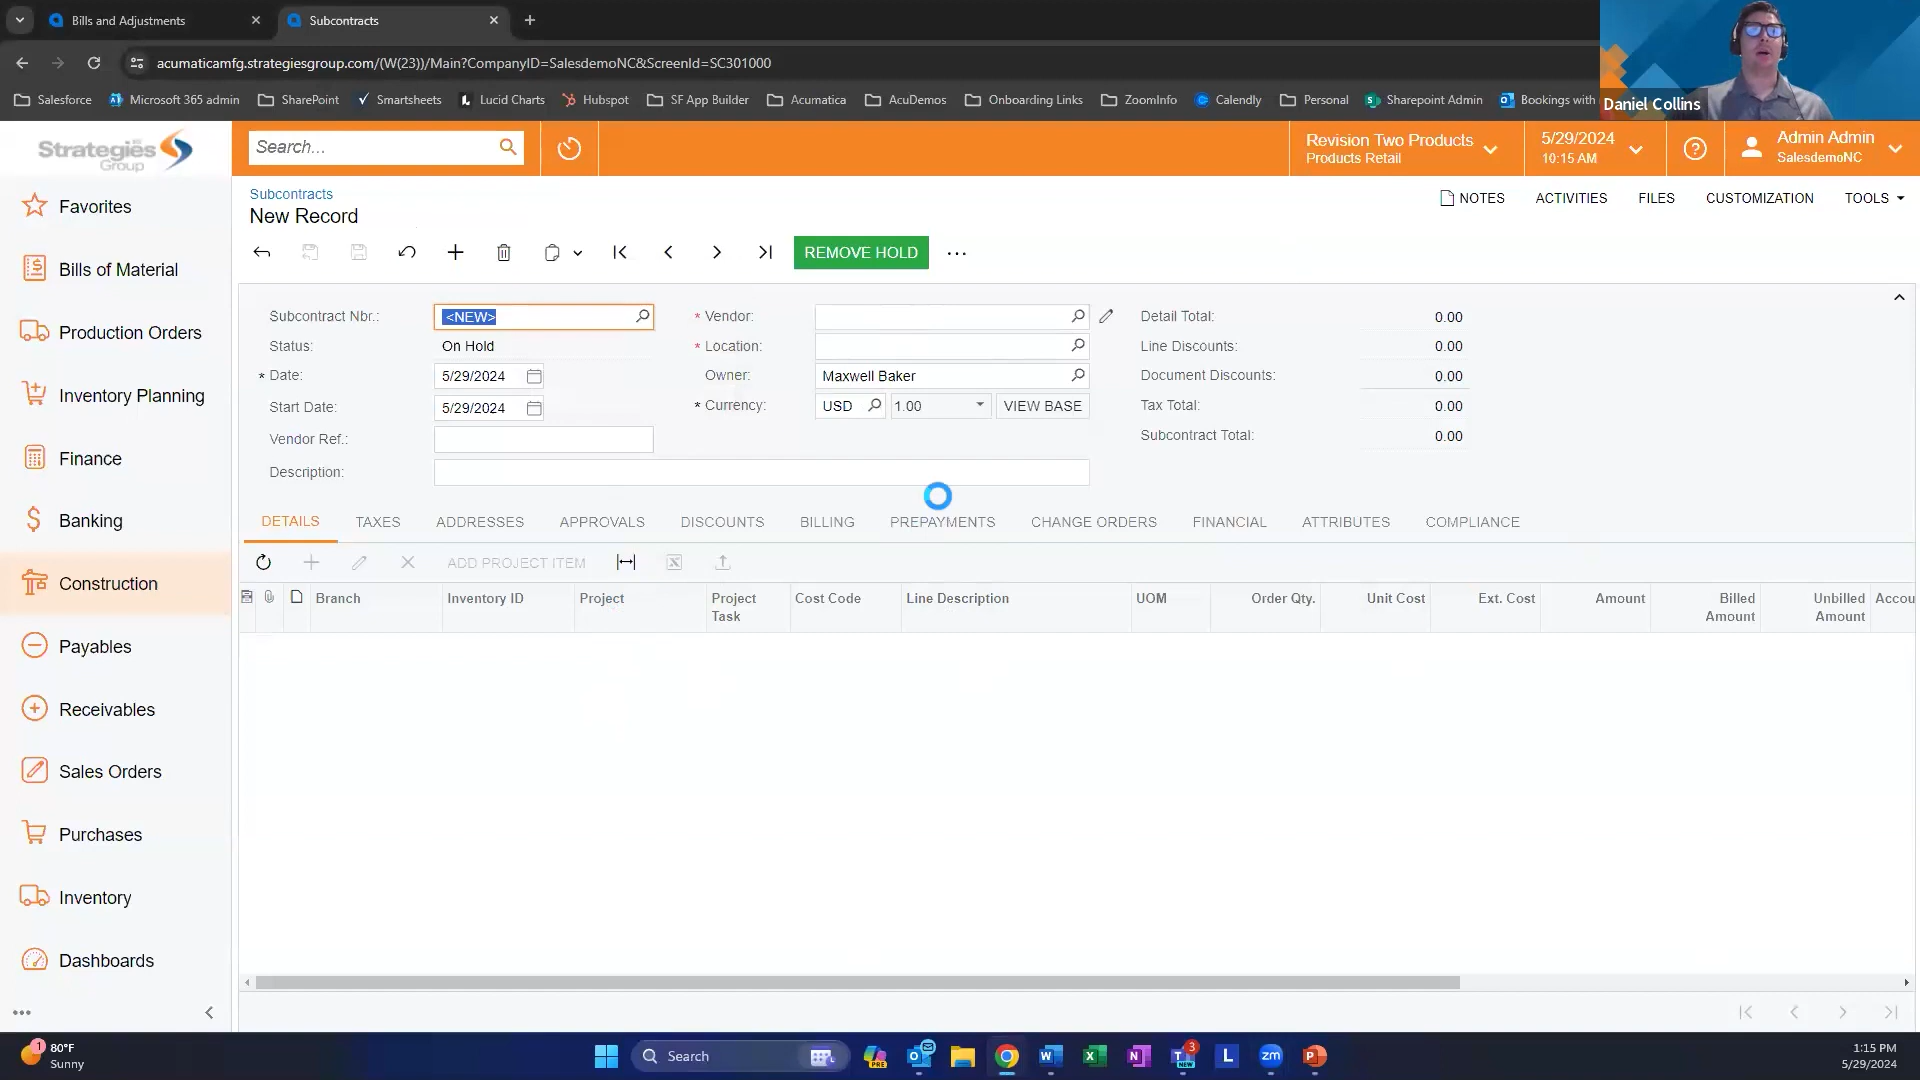 Bills and Adjustments
Subcontracts
acumaticamfg.strategiesgroup.com/(W(23))/Main?CompanyID=SalesdemoNC&ScreenId=SC301000
Salesforce
Microsoft 365 admin
SharePoint
Smartsheets
Lucid Charts
Hubspot
SF App Builder
Acumatica
AcuDemos
Onboarding Links
ZoomInfo
Calendly
Personal
Sharepoint Admin
Bookings with
Daniel Collins
Strategies
Group
Search...
Revision Two Products
Products Retail
5/29/2024
10:15 AM
Admin Admin
SalesdemoNC
Favorites
Bills of Material
Production Orders
Inventory Planning
Finance
Banking
Construction
Payables
Receivables
Sales Orders
Purchases
Inventory
Dashboards
Subcontracts
New Record
NOTES
ACTIVITIES
FILES
CUSTOMIZATION
TOOLS
REMOVE HOLD
Subcontract Nbr.:
<NEW>
Status:
On Hold
* Date:
5/29/2024
Start Date:
5/29/2024
Vendor Ref.:
Description:
* Vendor:
* Location:
Owner:
Maxwell Baker
* Currency:
USD
1.00
VIEW BASE
Detail Total:
0.00
Line Discounts:
0.00
Document Discounts:
0.00
Tax Total:
0.00
Subcontract Total:
0.00
DETAILS
TAXES
ADDRESSES
APPROVALS
DISCOUNTS
BILLING
PREPAYMENTS
CHANGE ORDERS
FINANCIAL
ATTRIBUTES
COMPLIANCE
ADD PROJECT ITEM
Branch
Inventory ID
Project
Project
Task
Cost Code
Line Description
UOM
Order Qty.
Unit Cost
Ext. Cost
Amount
Billed
Amount
Unbilled
Amount
Accou
1
80°F
Sunny
Search
PRE
3
NEW
zm
1:15 PM
5/29/2024